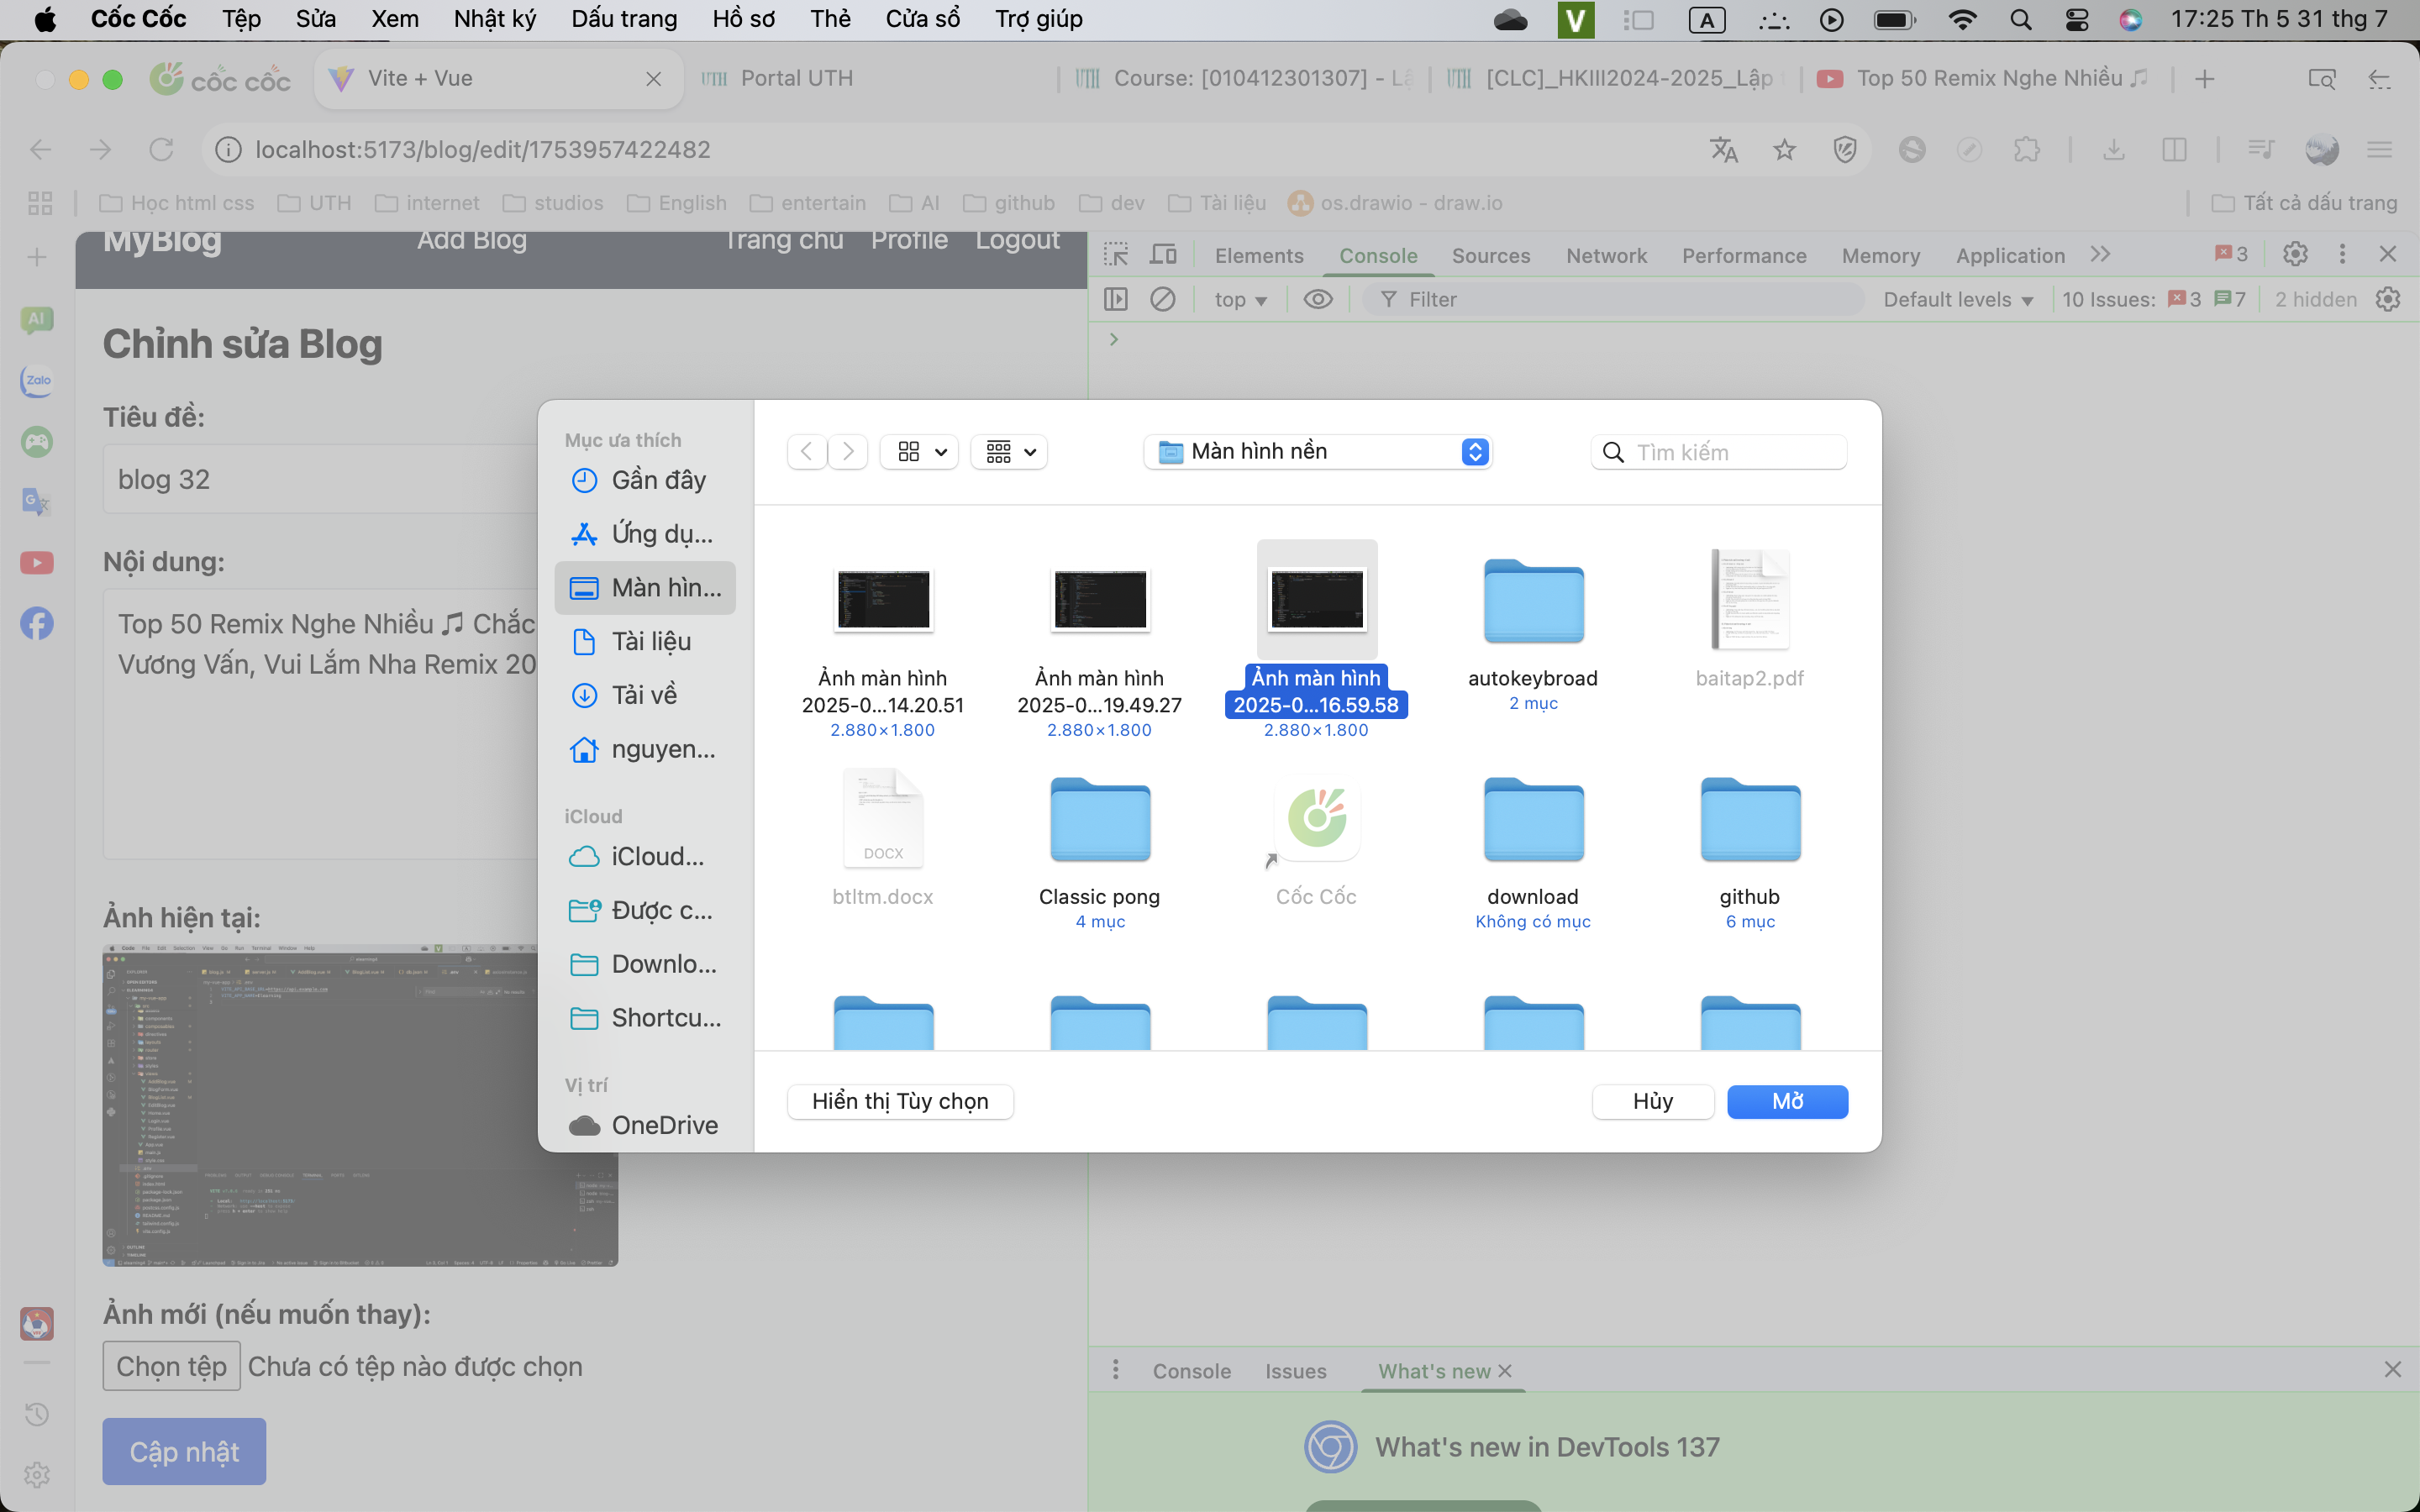 Cốc Cốc Tệp Sửa Xem Nhật ký Dấu trang Hồ sơ Thẻ Cửa sổ Trợ giúp V A 17:25 Th 5 31 thg 7
cốc cốc Vite + Vue Portal UTH Course: [010412301307] - Lậ [CLC]_HKIII2024-2025_Lập Top 50 Remix Nghe Nhiều 🎵
localhost:5173/blog/edit/1753957422482
Học html css UTH internet studios English entertain AI github dev Tài liệu os.drawio - draw.io Tất cả dấu trang
MyBlog Add Blog Trang chủ Profile Logout
Elements Console Sources Network Performance Memory Application 3
top Filter Default levels 10 Issues: 3 7 2 hidden
AI
Zalo
Chỉnh sửa Blog
Tiêu đề:
blog 32
Nội dung:
Top 50 Remix Nghe Nhiều 🎵 Chắc
Vương Vấn, Vui Lắm Nha Remix 20
Ảnh hiện tại:
Ảnh mới (nếu muốn thay):
Chọn tệp Chưa có tệp nào được chọn
Cập nhật
Mục ưa thích
Gần đây
Ứng dụ...
Màn hìn...
Tài liệu
Tải về
nguyen...
iCloud
iCloud...
Được c...
Downlo...
Shortcu...
Vị trí
OneDrive
Màn hình nền Tìm kiếm
Ảnh màn hình
2025-0...14.20.51
2.880×1.800
Ảnh màn hình
2025-0...19.49.27
2.880×1.800
Ảnh màn hình
2025-0...16.59.58
2.880×1.800
autokeybroad
2 mục
baitap2.pdf
DOCX
btltm.docx
Classic pong
4 mục
Cốc Cốc
download
Không có mục
github
6 mục
Hiển thị Tùy chọn Hủy Mở
Console Issues What's new
What's new in DevTools 137